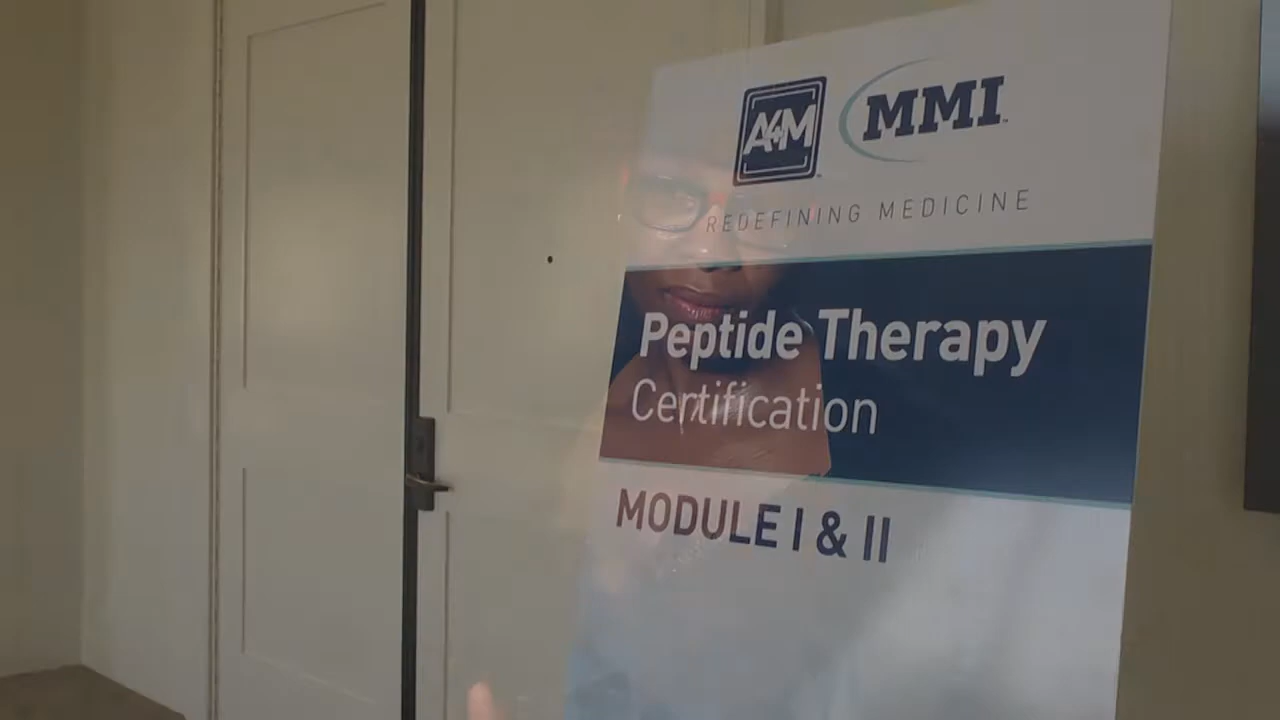 A4M
MMI
REDEFINING MEDICINE
Peptide Therapy
Certification
MODULE I & II